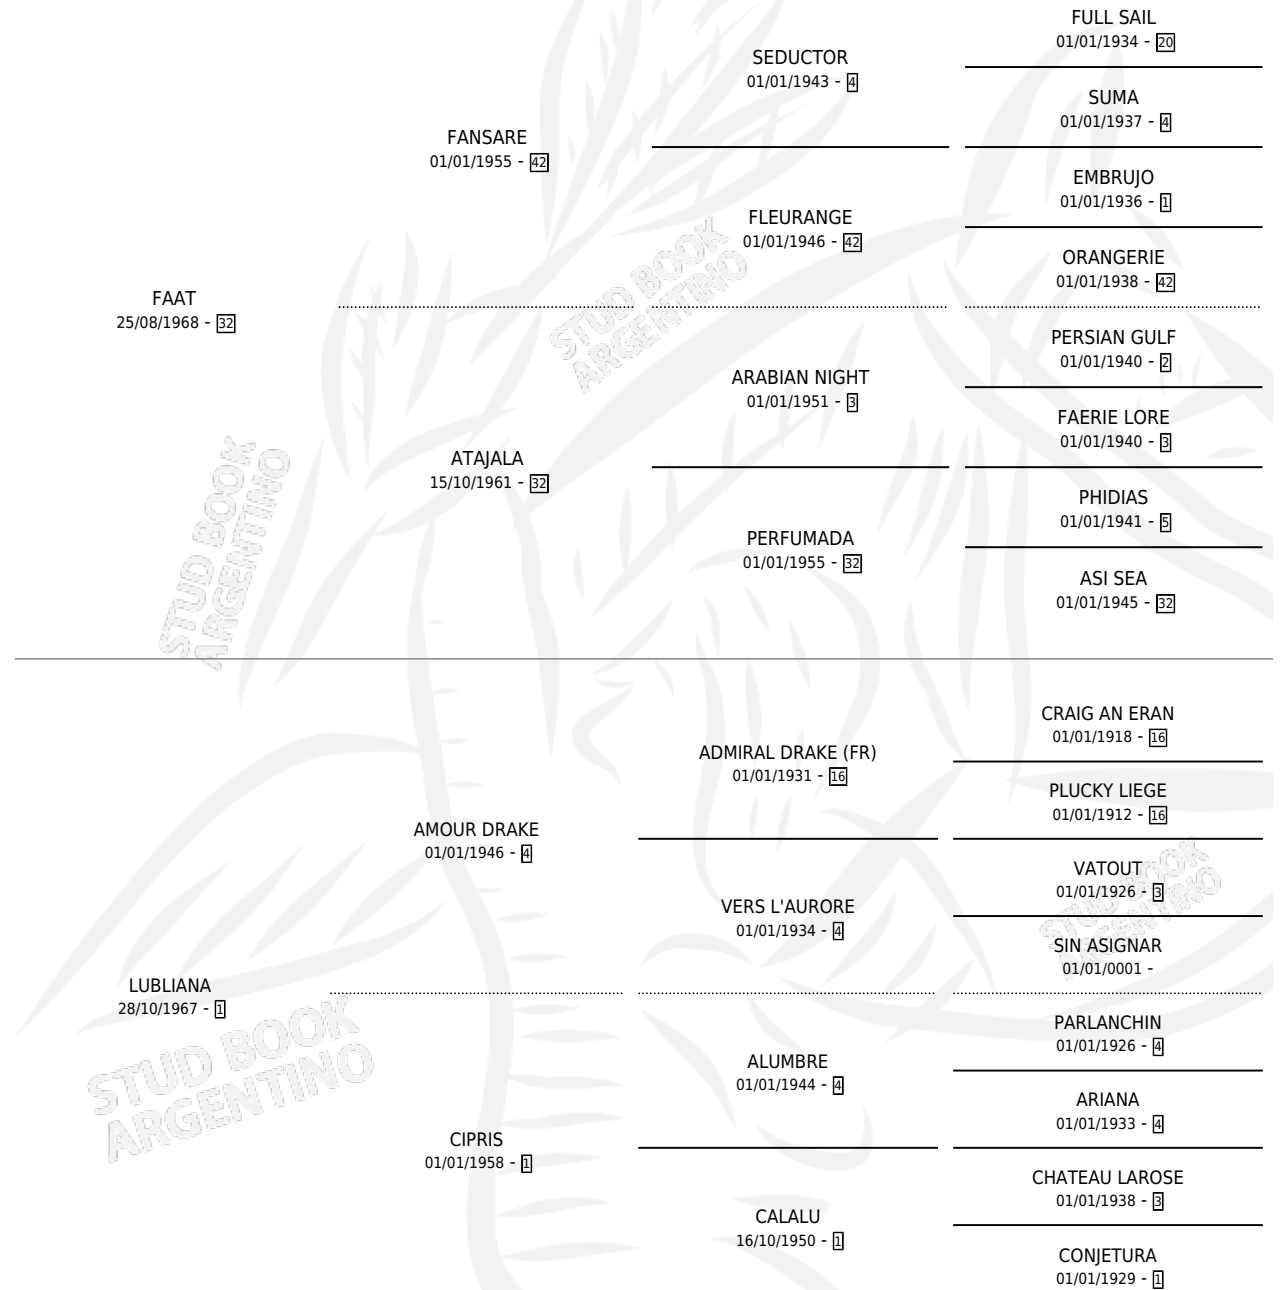 FULL SAIL
01/01/1934 - 20
SEDUCTOR
01/01/1943 - 4
SUMA
01/01/1937 - 4
FANSARE
01/01/1955 - 42
EMBRUJO
01/01/1936 - 1
FLEURANGE
01/01/1946 - 42
ORANGERIE
01/01/1938 - 42
FAAT
25/08/1968 - 32
PERSIAN GULF
01/01/1940 - 2
ARABIAN NIGHT
01/01/1951 - 3
FAERIE LORE
01/01/1940 - 3
ATAJALA
15/10/1961 - 32
PHIDIAS
01/01/1941 - 5
PERFUMADA
01/01/1955 - 32
ASI SEA
01/01/1945 - 32
CRAIG AN ERAN
01/01/1918 - 16
ADMIRAL DRAKE (FR)
01/01/1931 - 16
PLUCKY LIEGE
01/01/1912 - 16
AMOUR DRAKE
01/01/1946 - 4
VATOUT
01/01/1926 - 3
VERS L'AURORE
01/01/1934 - 4
SIN ASIGNAR
01/01/0001 -
LUBLIANA
28/10/1967 - 1
PARLANCHIN
01/01/1926 - 4
ALUMBRE
01/01/1944 - 4
ARIANA
01/01/1933 - 4
CIPRIS
01/01/1958 - 1
CHATEAU LAROSE
01/01/1938 - 3
CALALU
16/10/1950 - 1
CONJETURA
01/01/1929 - 1
STUD BOOK
ARGENTINO
STUD BOOK
ARGENTINO
STUD BOOK
ARGENTINO
STUD BOOK
ARGENTINO